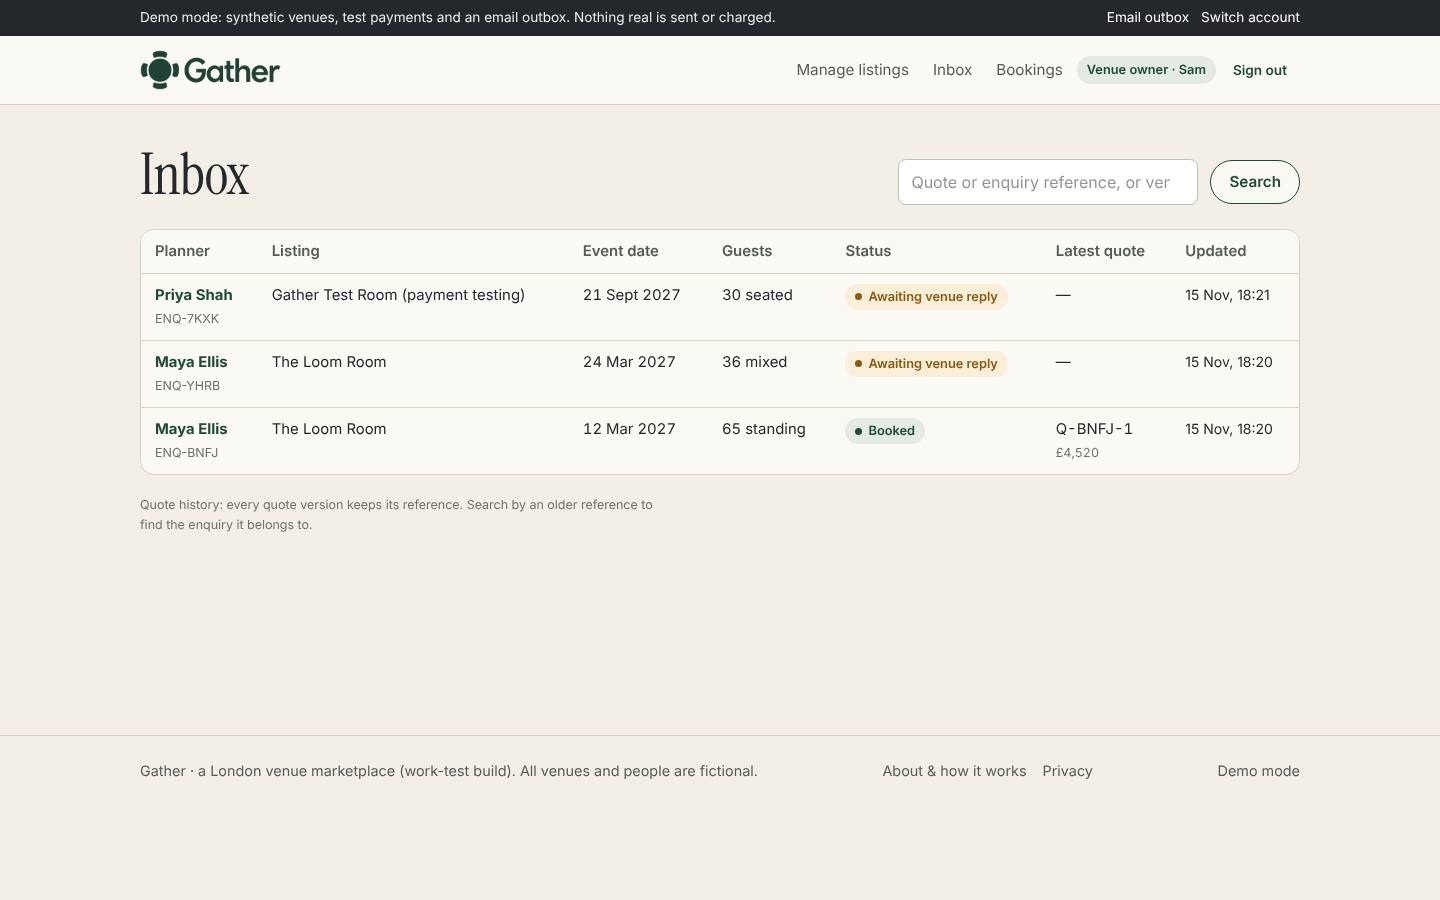 Demo mode: synthetic venues, test payments and an email outbox. Nothing real is sent or charged.
Email outbox Switch account
Gather
Manage listings Inbox Bookings Venue owner · Sam Sign out
Inbox
Quote or enquiry reference, or ver
Search
Planner Listing Event date Guests Status Latest quote Updated
Priya Shah Gather Test Room (payment testing) 21 Sept 2027 30 seated Awaiting venue reply — 15 Nov, 18:21
ENQ-7KXK
Maya Ellis The Loom Room 24 Mar 2027 36 mixed Awaiting venue reply — 15 Nov, 18:20
ENQ-YHRB
Maya Ellis The Loom Room 12 Mar 2027 65 standing Booked Q-BNFJ-1 15 Nov, 18:20
ENQ-BNFJ £4,520
Quote history: every quote version keeps its reference. Search by an older reference to
find the enquiry it belongs to.
Gather · a London venue marketplace (work-test build). All venues and people are fictional.
About & how it works Privacy
Demo mode